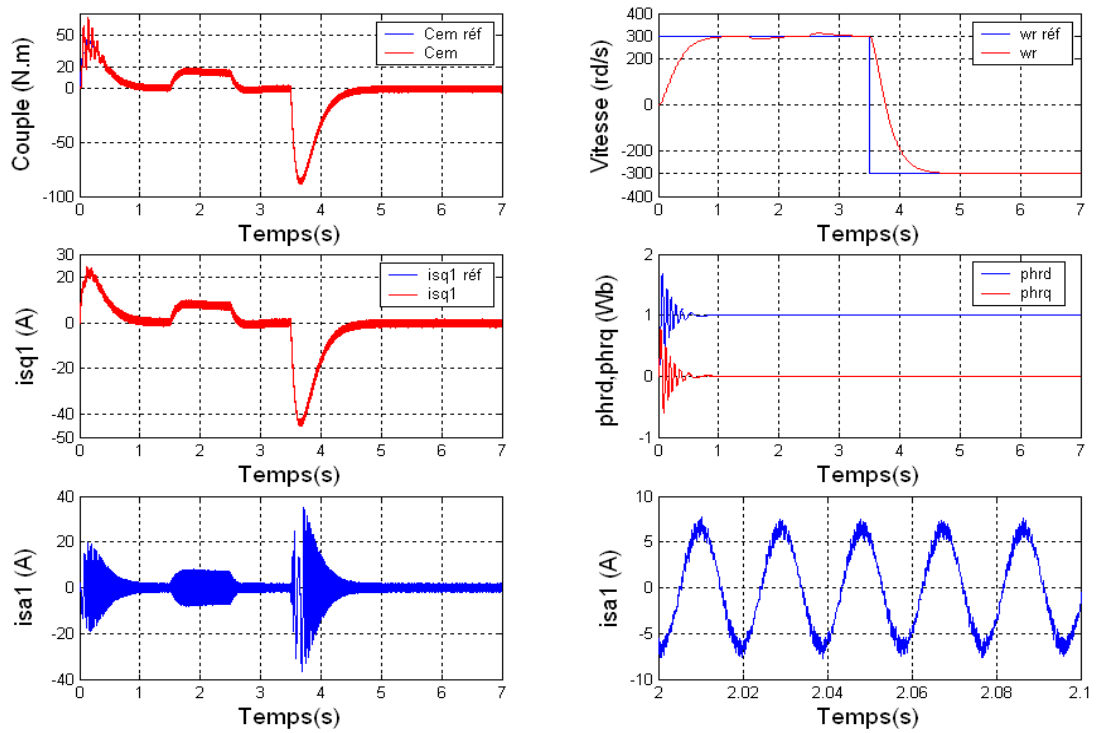 Couple (N.m)
50
20
0
-50
-100
Cem réf
Cem
0 1 2 3 4 5 6 7
Temps(s)
Vitesse (rd/s)
400
300
200
0
-200
-300
-400
wr réf
wr
0 1 2 3 4 5 6 7
Temps(s)
isq1 (A)
30
20
0
-20
-40
-50
isq1 réf
isq1
0 1 2 3 4 5 6 7
Temps(s)
phrd,phrq (Wb)
2
1
0
-1
phrd
phrq
0 1 2 3 4 5 6 7
Temps(s)
isa1 (A)
40
20
0
-20
-40
0 1 2 3 4 5 6 7
Temps(s)
isa1 (A)
10
5
0
-5
-10
2 2.02 2.04 2.06 2.08 2.1
Temps(s)